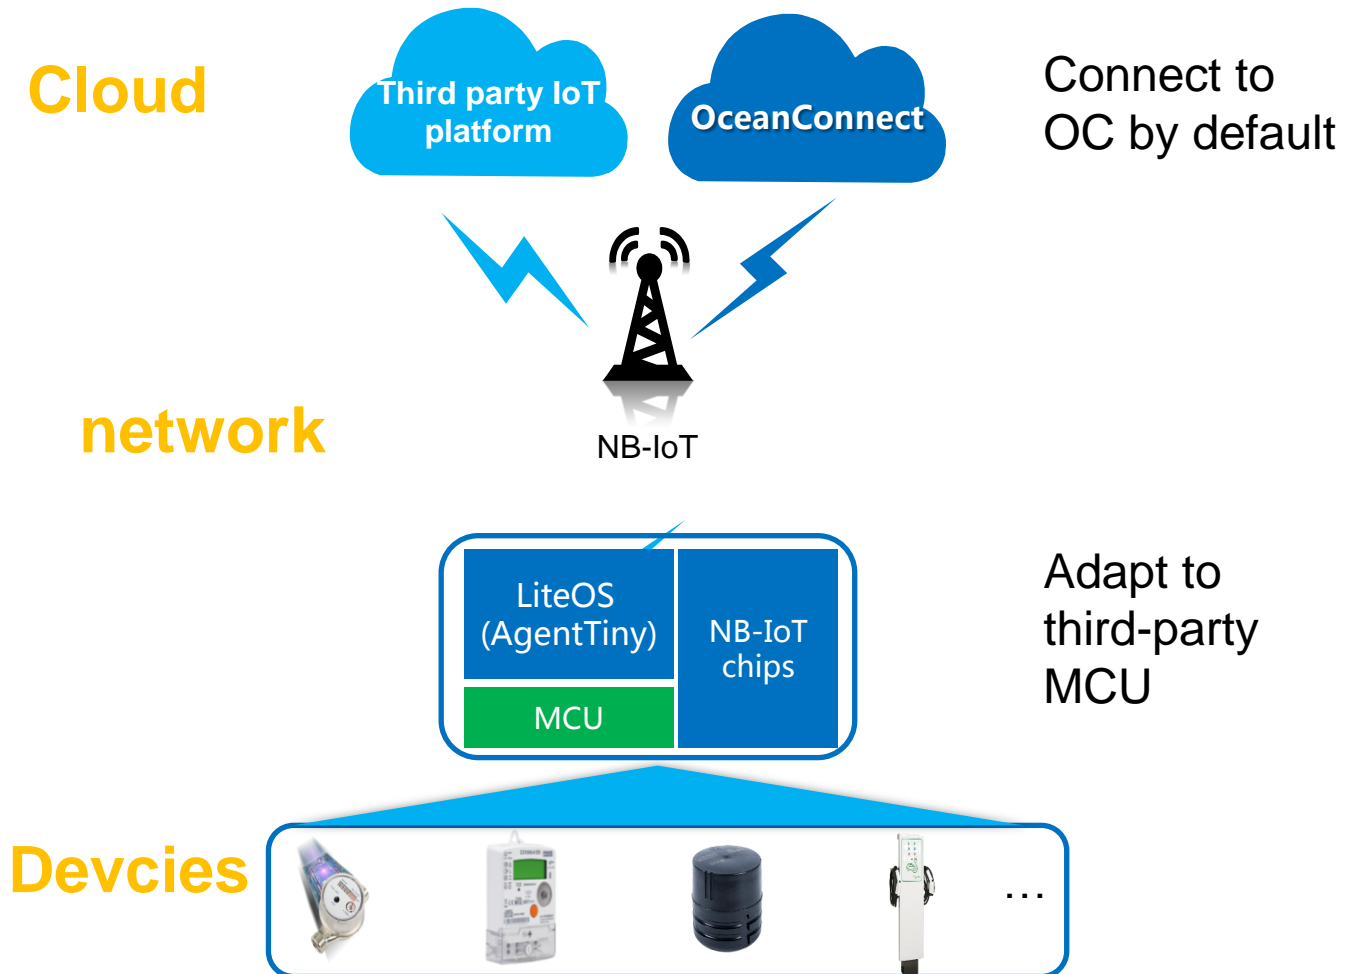 Cloud
Third party IoT
platform
OceanConnect
Connect to
OC by default
network
NB-IoT
LiteOS
(AgentTiny)
NB-IoT
chips
MCU
Adapt to
third-party
MCU
Devcies
...